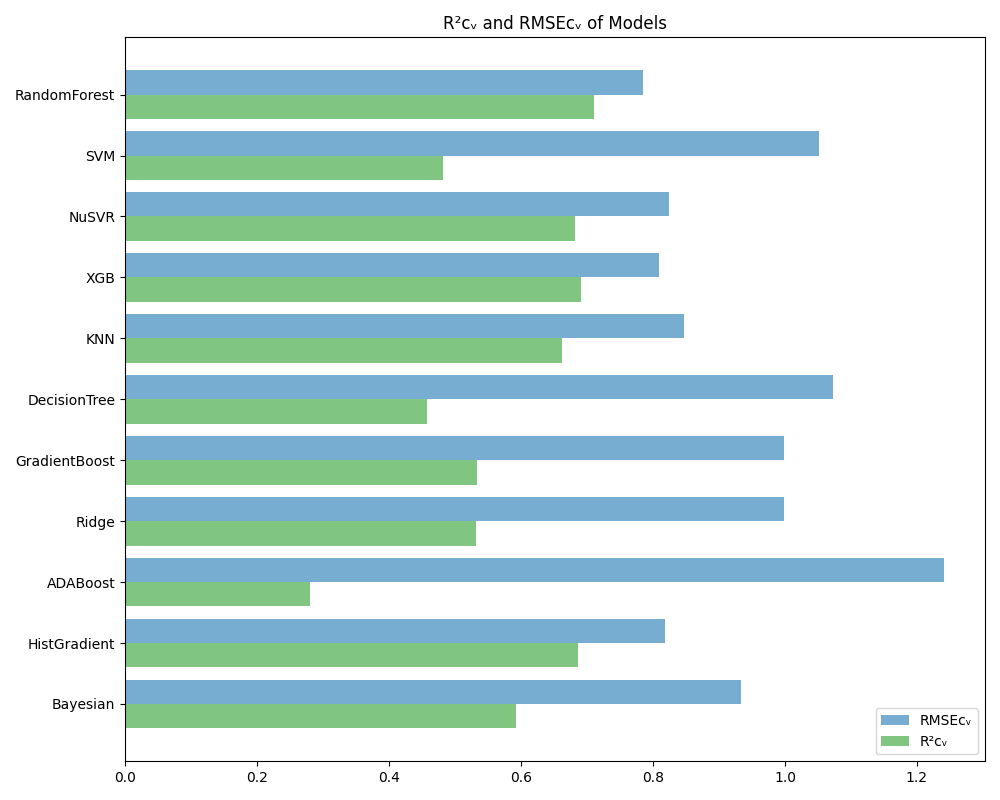 R²cᵥ and RMSEcᵥ of Models
RandomForest
SVM
NuSVR
XGB
KNN
DecisionTree
GradientBoost
Ridge
ADABoost
HistGradient
Bayesian
RMSEcᵥ
R²cᵥ
0.0 0.2 0.4 0.6 0.8 1.0 1.2